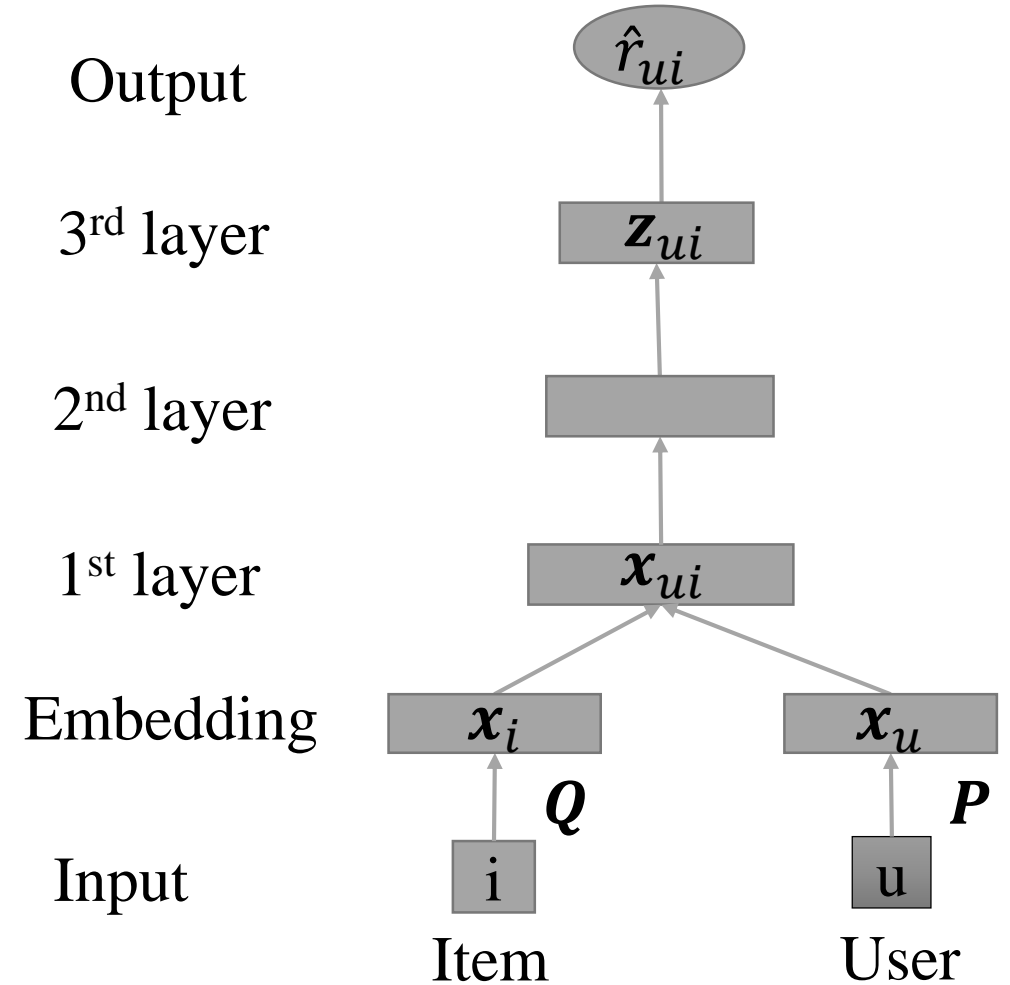 Output r̂ui
3rd layer zui
2nd layer
1st layer xui
Embedding xi xu
Q P
Input i u
Item User